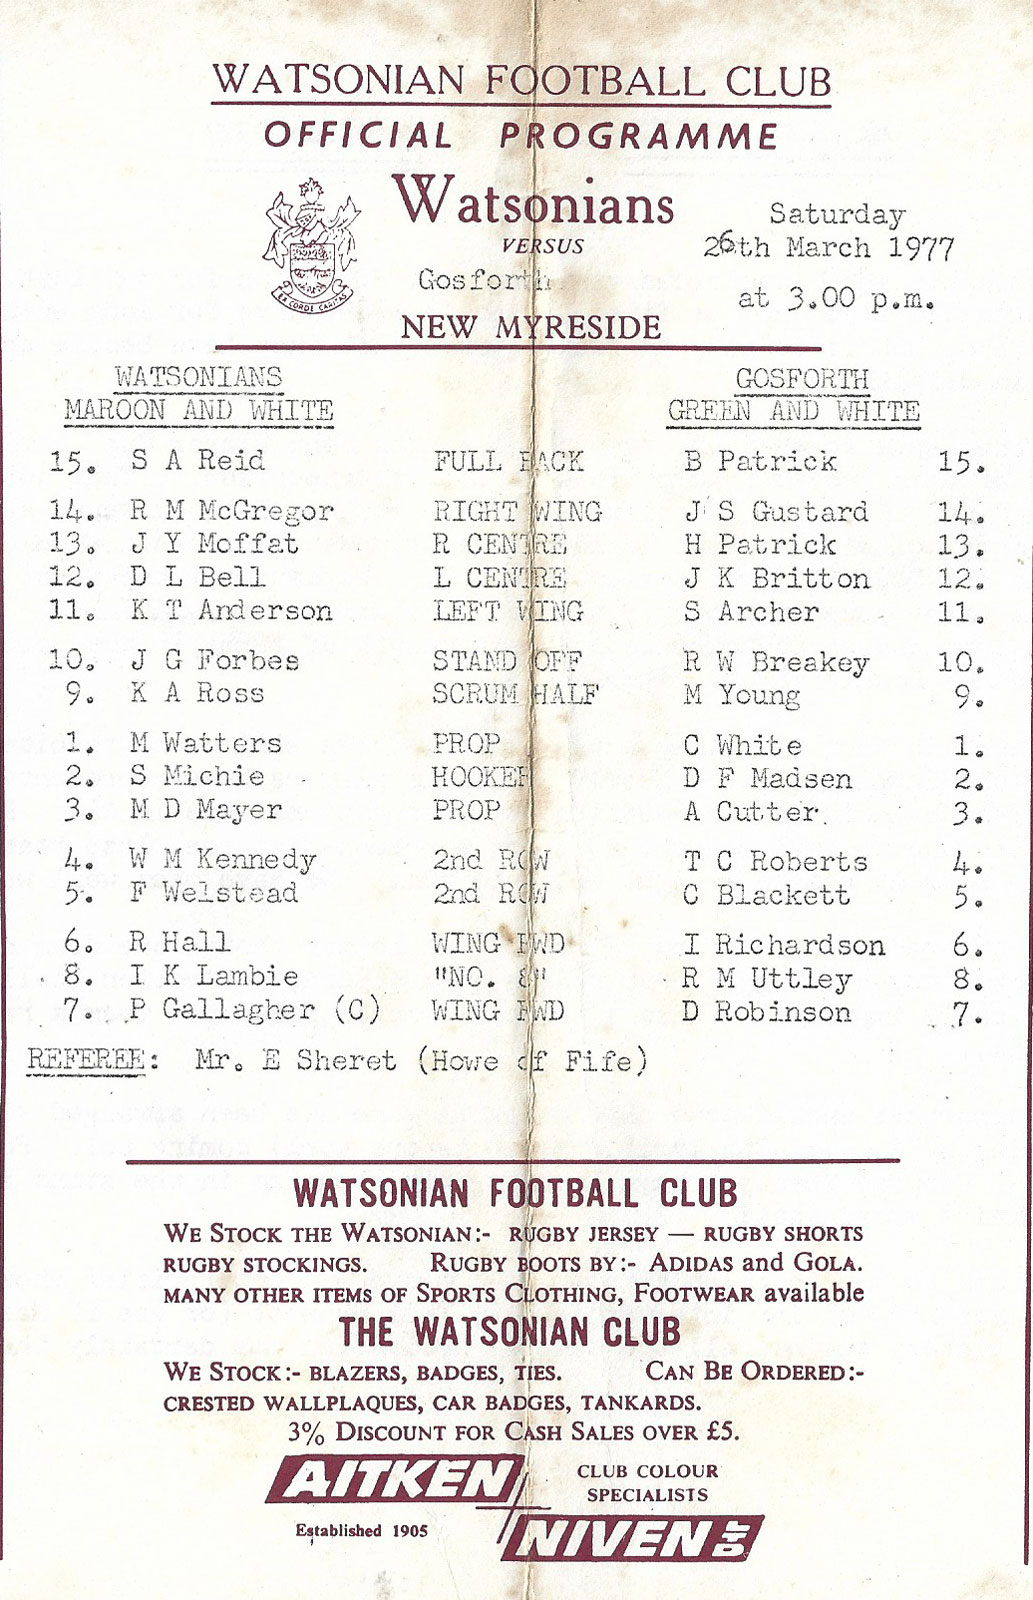 WATSONIAN FOOTBALL CLUB
OFFICIAL PROGRAMME
Watsonians
VERSUS
Gosforth
NEW MYRESIDE
Saturday
26th March 1977
at 3.00 p.m.
EX CORDE CARITAS
WATSONIANS GOSFORTH
MAROON AND WHITE GREEN AND WHITE
15. S A Reid FULL BACK B Patrick 15.
14. R M McGregor RIGHT WING J S Gustard 14.
13. J Y Moffat R CENTRE H Patrick 13.
12. D L Bell L CENTRE J K Britton 12.
11. K T Anderson LEFT WING S Archer 11.
10. J G Forbes STAND OFF R W Breakey 10.
9. K A Ross SCRUM HALF M Young 9.
1. M Watters PROP C White 1.
2. S Michie HOOKER D F Madsen 2.
3. M D Mayer PROP A Cutter 3.
4. W M Kennedy 2nd ROW T C Roberts 4.
5. F Welstead 2nd ROW C Blackett 5.
6. R Hall WING FWD I Richardson 6.
8. I K Lambie "NO. 8" R M Uttley 8.
7. P Gallagher (C) WING FWD D Robinson 7.
REFEREE: Mr. E Sheret (Howe of Fife)
WATSONIAN FOOTBALL CLUB
WE STOCK THE WATSONIAN:- RUGBY JERSEY — RUGBY SHORTS
RUGBY STOCKINGS. RUGBY BOOTS BY:- ADIDAS and GOLA.
MANY OTHER ITEMS OF SPORTS CLOTHING, FOOTWEAR available
THE WATSONIAN CLUB
WE STOCK:- BLAZERS, BADGES, TIES. CAN BE ORDERED:-
CRESTED WALLPLAQUES, CAR BADGES, TANKARDS.
3% DISCOUNT FOR CASH SALES OVER £5.
AITKEN
CLUB COLOUR
SPECIALISTS
Established 1905
NIVEN LTD